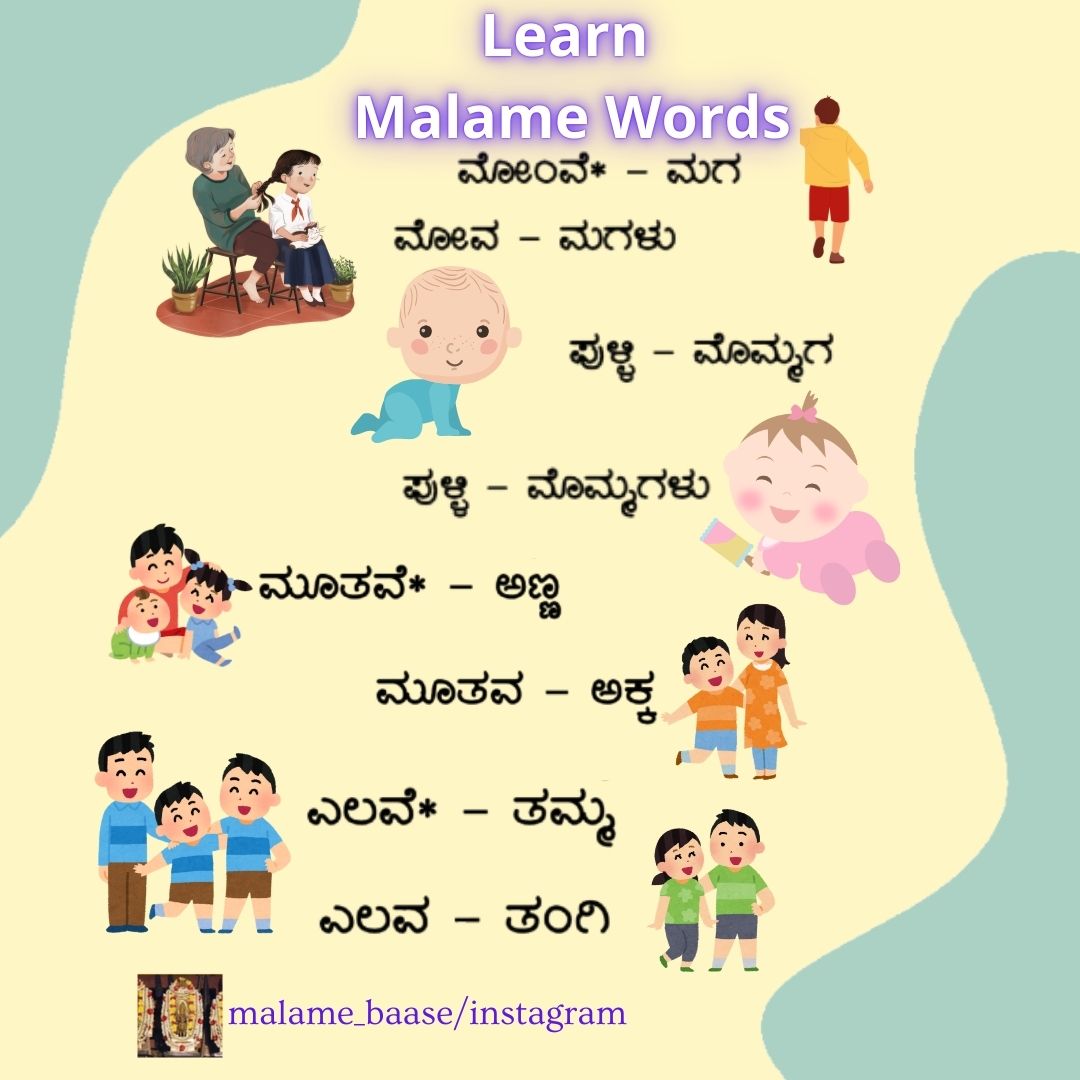 Learn
Malame Words
ಮೋಂವೆ* – ಮಗ
ಮೋವ – ಮಗಳು
ಪುಳ್ಳಿ – ಮೊಮ್ಮಗ
ಪುಳ್ಳಿ – ಮೊಮ್ಮಗಳು
ಮೂತವೆ* – ಅಣ್ಣ
ಮೂತವ – ಅಕ್ಕ
ಎಲವೆ* – ತಮ್ಮ
ಎಲವ – ತಂಗಿ
malame_baase/instagram